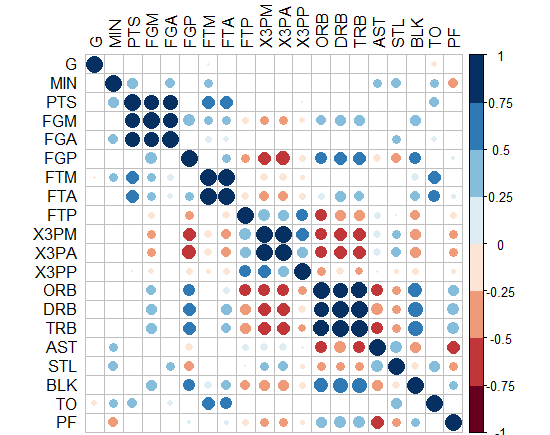 G MIN PTS FGM FGA FGP FTM FTA FTP X3PM X3PA X3PP ORB DRB TRB AST STL BLK TO PF
G
MIN
PTS
FGM
FGA
FGP
FTM
FTA
FTP
X3PM
X3PA
X3PP
ORB
DRB
TRB
AST
STL
BLK
TO
PF
1
0.75
0.5
0.25
0
-0.25
-0.5
-0.75
-1